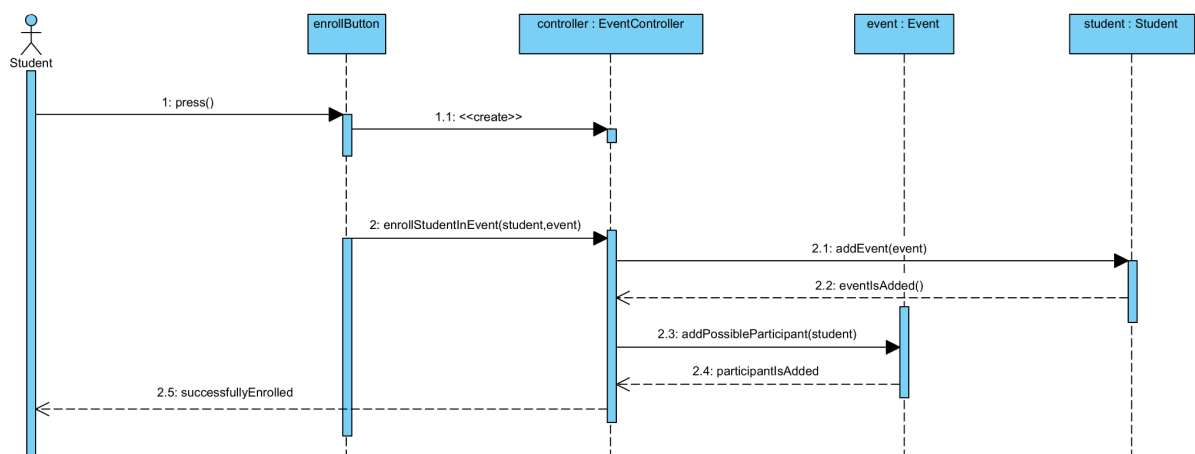 enrollButton
controller : EventController
event : Event
student : Student
Student
1: press()
1.1: <<create>>
2: enrollStudentInEvent(student,event)
2.1: addEvent(event)
2.2: eventIsAdded()
2.3: addPossibleParticipant(student)
2.4: participantIsAdded
2.5: successfullyEnrolled